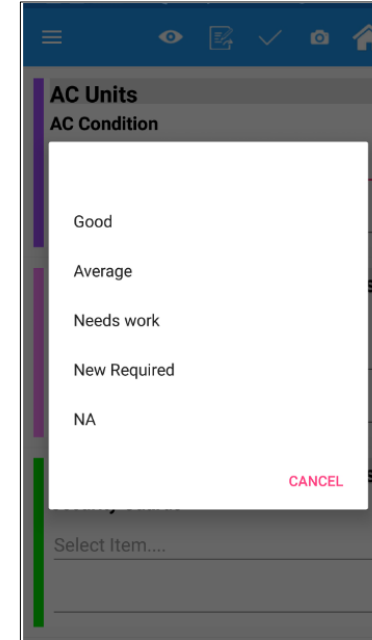 AC Units
AC Condition
Good
Average
Needs work
New Required
NA
CANCEL
Select Item....